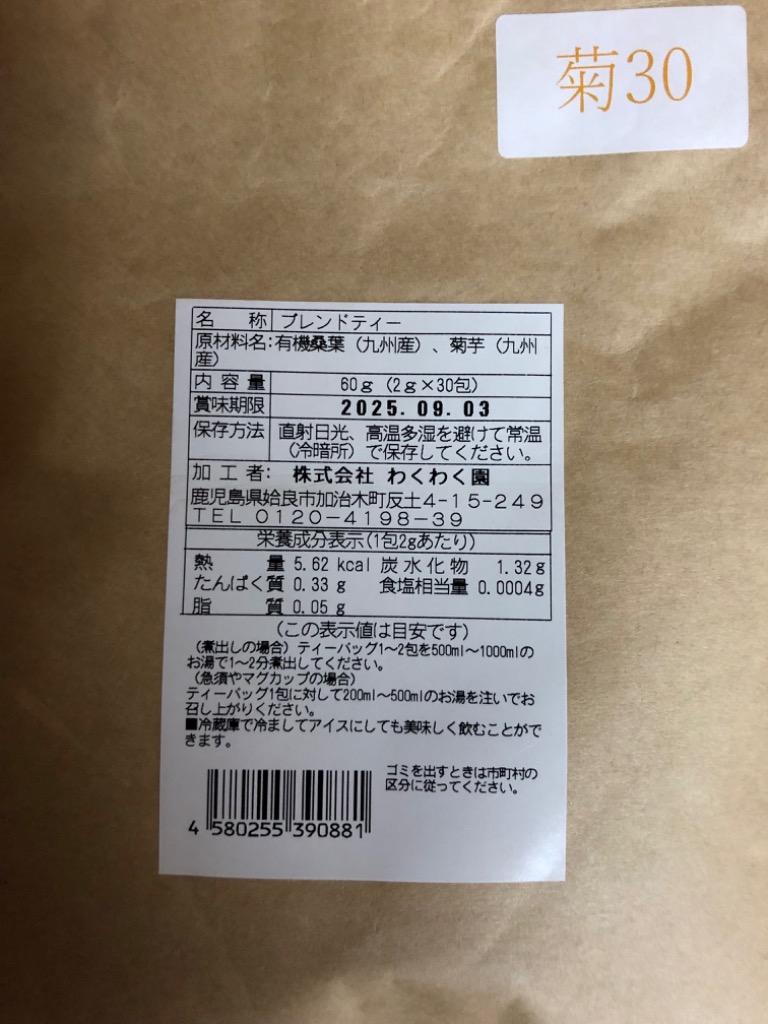 菊30
名 称 ブレンドティー
原材料名:有機桑葉（九州産）、菊芋（九州
産）
内容量 60g（2g×30包）
賞味期限 2025.09.03
保存方法 直射日光、高温多湿を避けて常温
（冷暗所）で保存してください。
加工者: 株式会社 わくわく園
鹿児島県姶良市加治木町反土4-15-249
TEL 0120-4198-39
栄養成分表示(1包2gあたり)
熱 量 5.62 kcal 炭水化物 1.32g
たんぱく質 0.33 g 食塩相当量 0.0004g
脂 質 0.05 g
(この表示値は目安です)
（煮出しの場合）ティーバッグ1～2包を500ml～1000mlの
お湯で1～2分煮出してください。
（急須やマグカップの場合）
ティーバッグ1包に対して200ml～500mlのお湯を注いでお
召し上がりください。
■冷蔵庫で冷ましてアイスにしても美味しく飲むことがで
きます。
ゴミを出すときは市町村の
区分に従ってください。
4 580255 390881